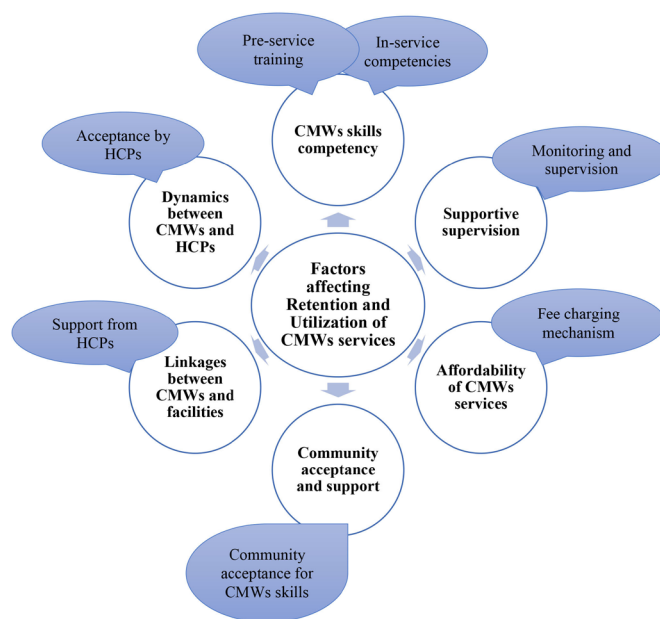 Pre-service
training
In-service
competencies
CMWs skills
competency
Acceptance by
HCPs
Dynamics
between
CMWs and
HCPs
Monitoring and
supervision
Supportive
supervision
Factors
affecting
Retention and
Utilization of
CMWs services
Support from
HCPs
Linkages
between
CMWs and
facilities
Fee charging
mechanism
Affordability
of CMWs
services
Community
acceptance
and support
Community
acceptance for
CMWs skills